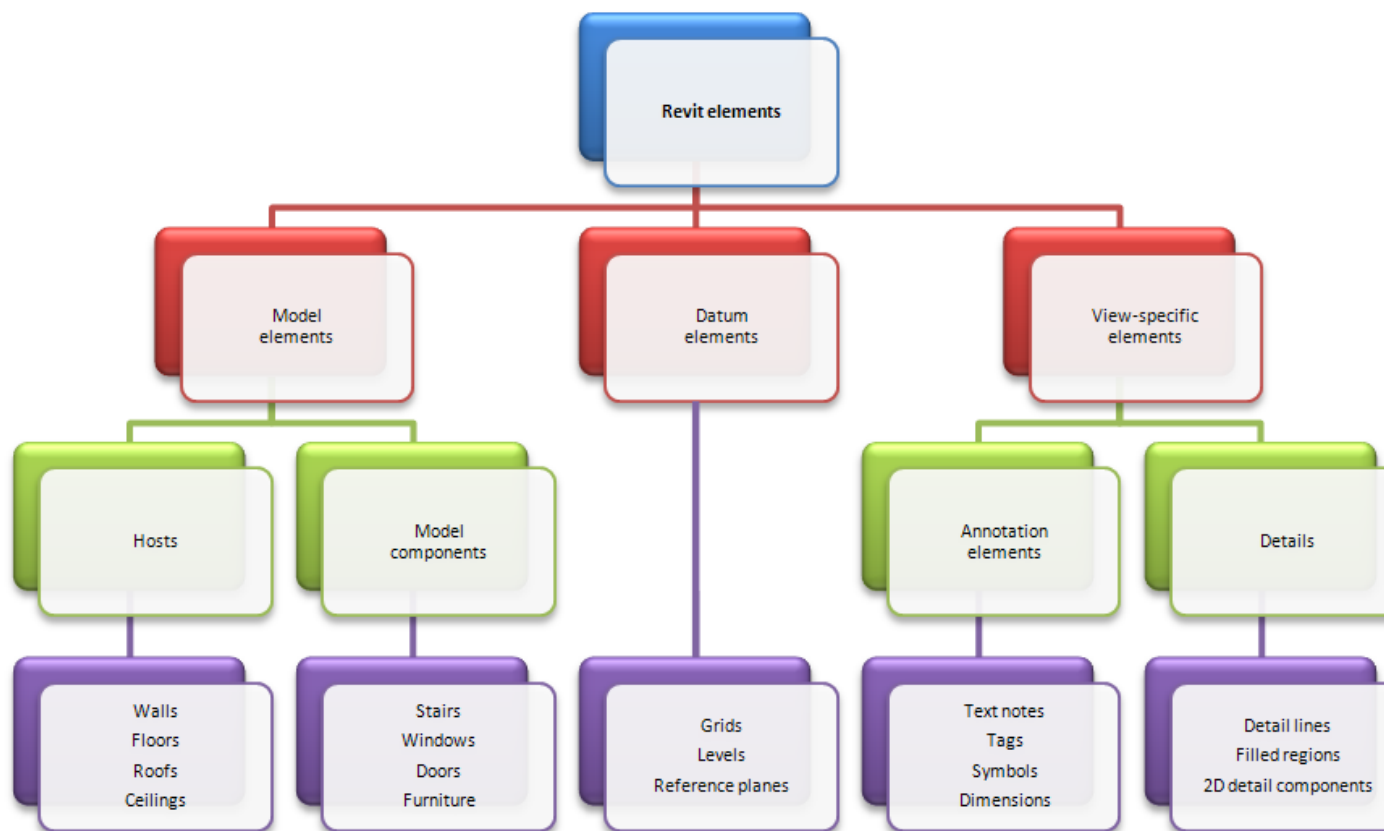 Revit elements
Model
elements
Datum
elements
View-specific
elements
Hosts
Model
components
Annotation
elements
Details
Walls
Floors
Roofs
Ceilings
Stairs
Windows
Doors
Furniture
Grids
Levels
Reference planes
Text notes
Tags
Symbols
Dimensions
Detail lines
Filled regions
2D detail components